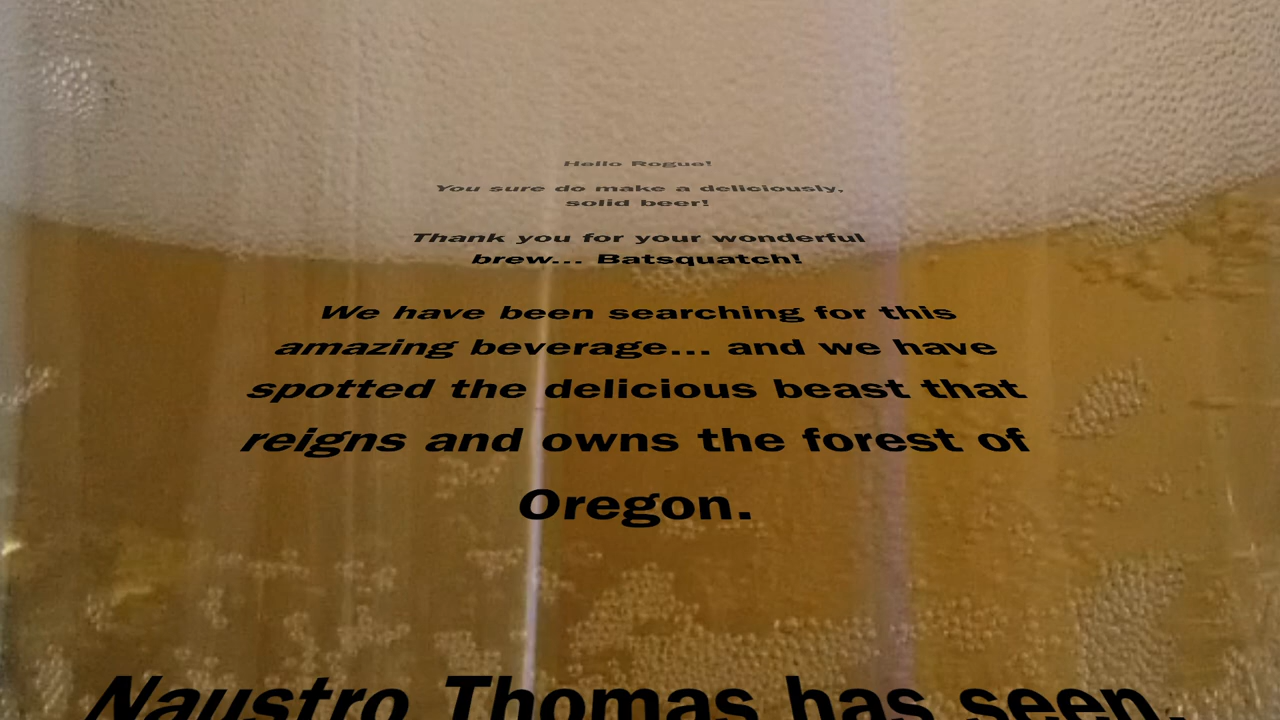 Hello Rogue!
You sure do make a deliciously,
solid beer!
Thank you for your wonderful
brew... Batsquatch!
We have been searching for this
amazing beverage... and we have
spotted the delicious beast that
reigns and owns the forest of
Oregon.
Naustro Thomas has seen,